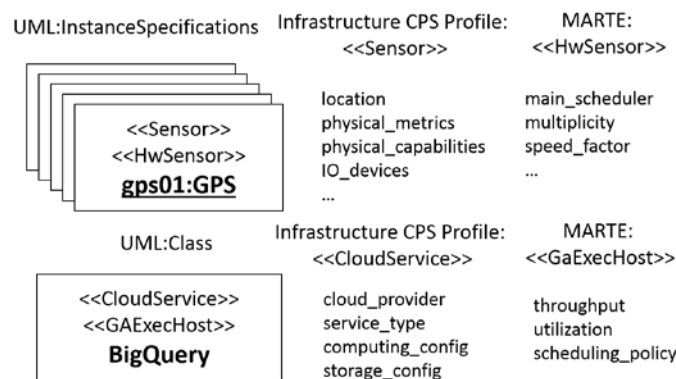 UML:InstanceSpecifications
<<Sensor>>
<<HwSensor>>
gps01:GPS
Infrastructure CPS Profile:
<<Sensor>>
location
physical_metrics
physical_capabilities
IO_devices
...
MARTE:
<<HwSensor>>
main_scheduler
multiplicity
speed_factor
...
UML:Class
<<CloudService>>
<<GAExecHost>>
BigQuery
Infrastructure CPS Profile:
<<CloudService>>
cloud_provider
service_type
computing_config
storage_config
MARTE:
<<GaExecHost>>
throughput
utilization
scheduling_policy